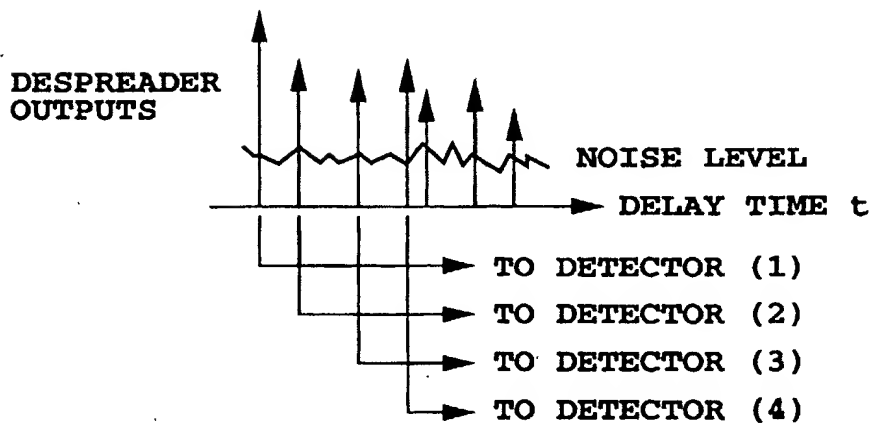 DESPREADER
OUTPUTS
NOISE LEVEL
DELAY TIME t
TO DETECTOR (1)
TO DETECTOR (2)
TO DETECTOR (3)
TO DETECTOR (4)